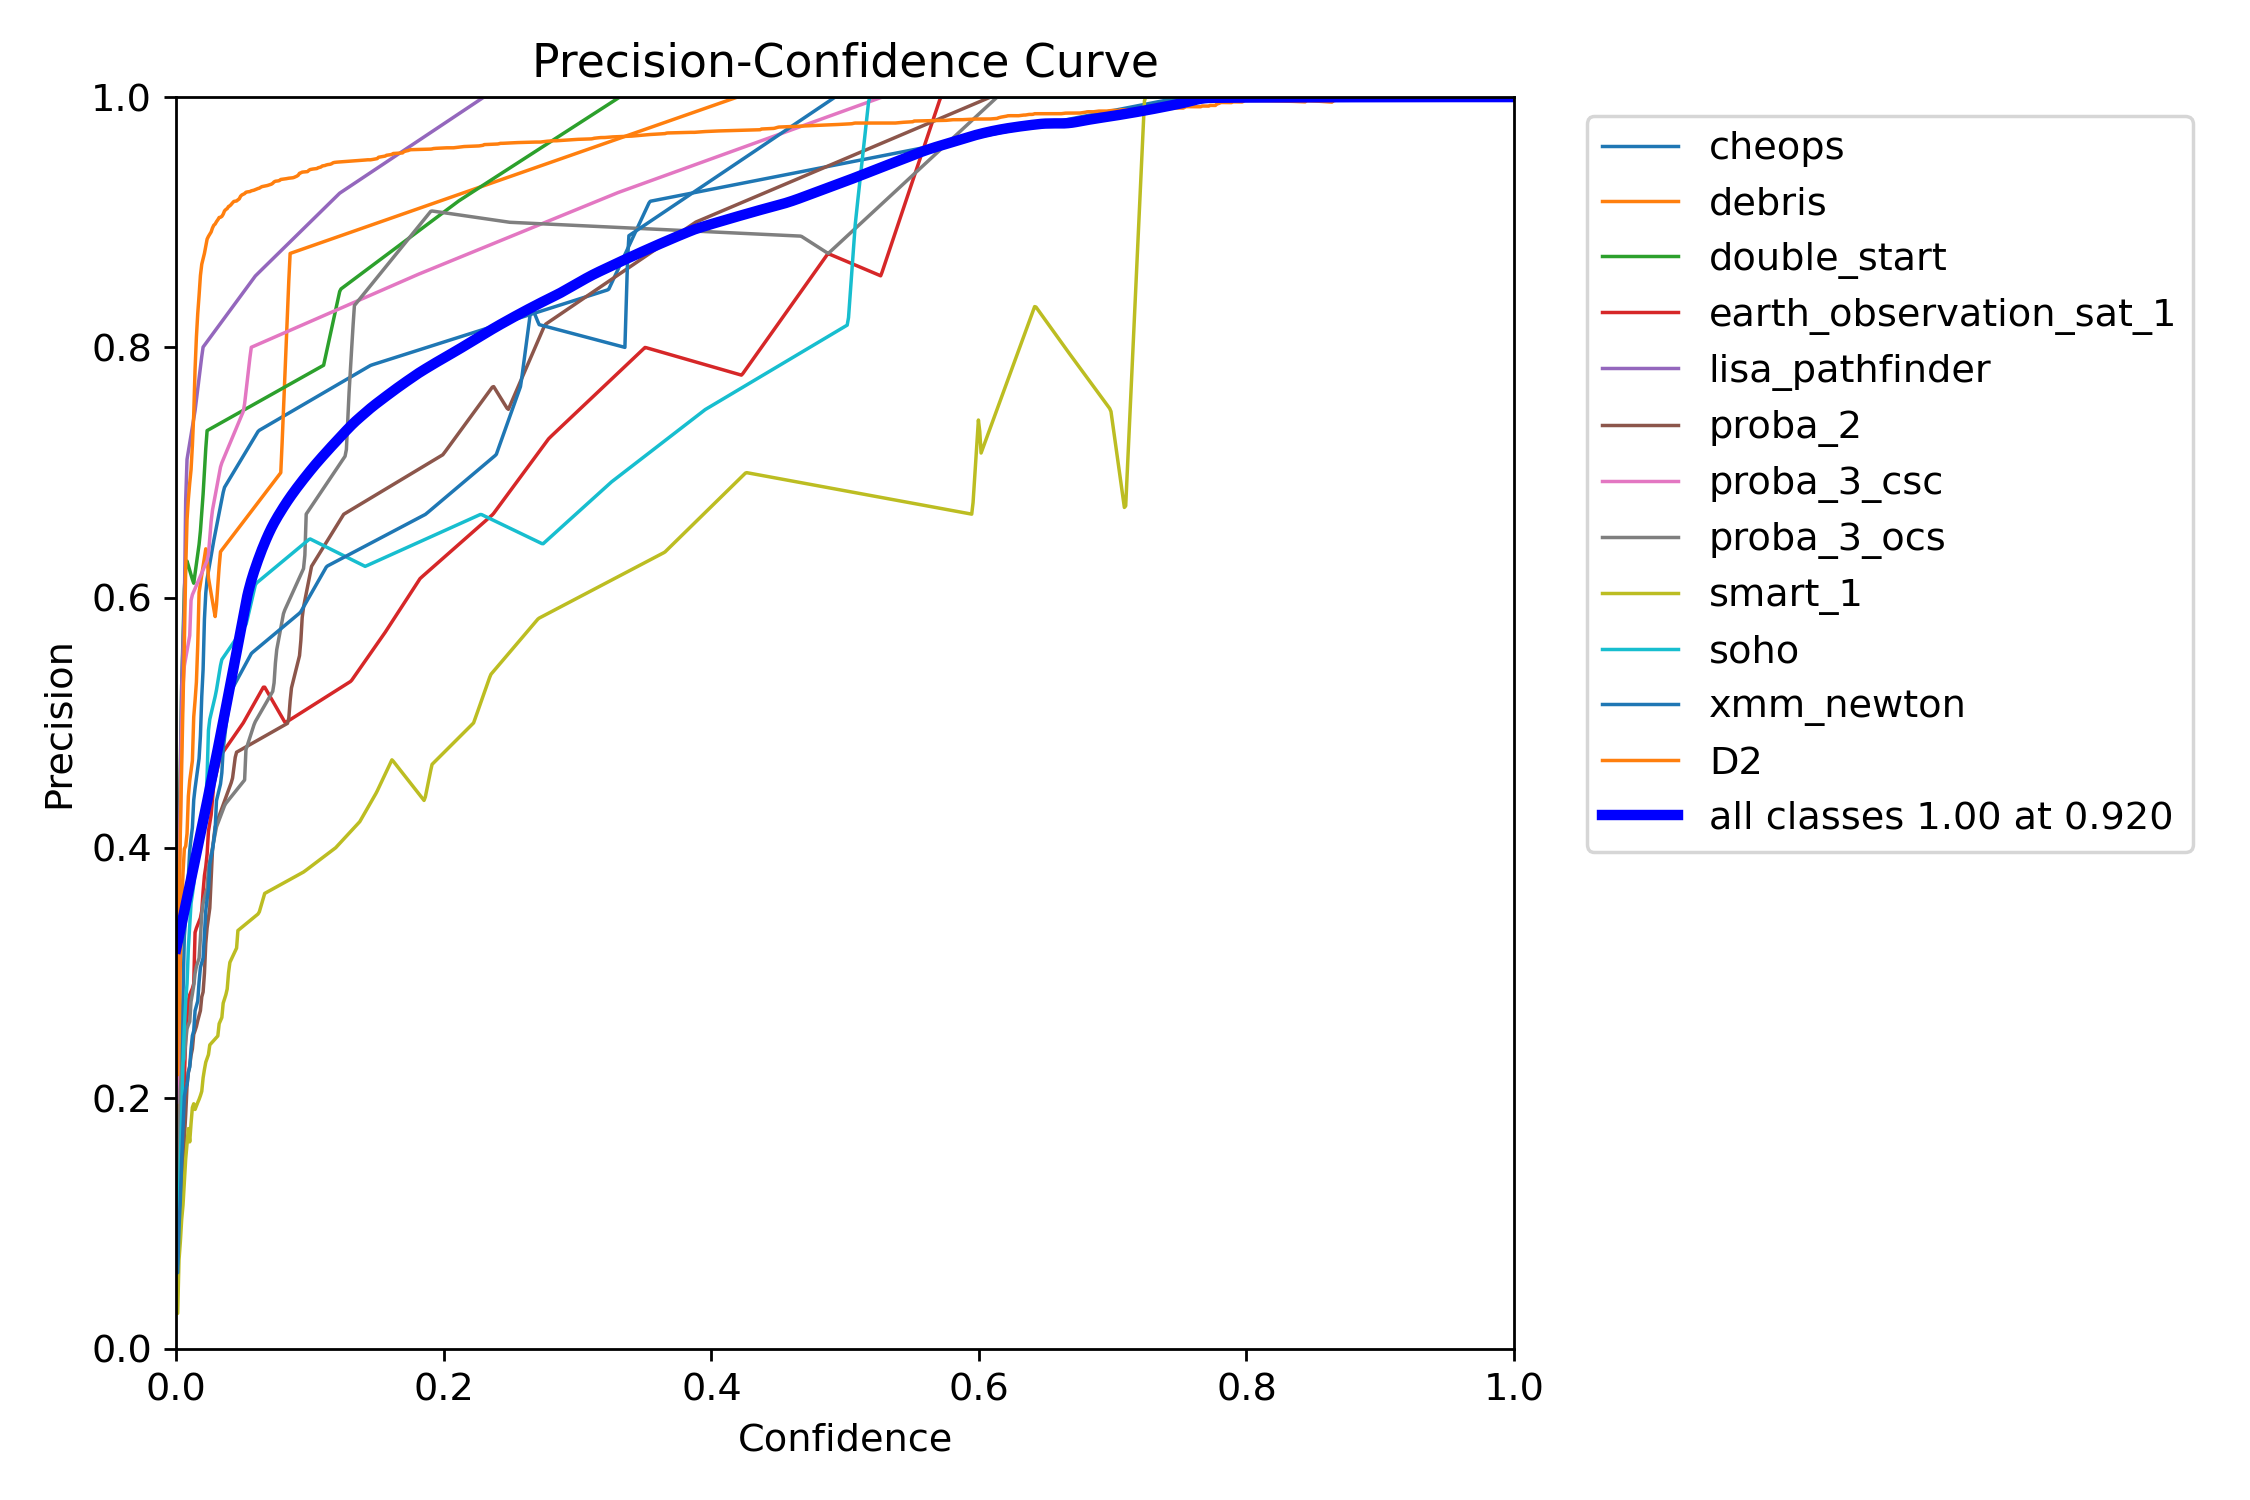 Precision-Confidence Curve
1.0
0.8
0.6
0.4
0.2
0.0
Precision
0.0 0.2 0.4 0.6 0.8 1.0
Confidence
cheops
debris
double_start
earth_observation_sat_1
lisa_pathfinder
proba_2
proba_3_csc
proba_3_ocs
smart_1
soho
xmm_newton
D2
all classes 1.00 at 0.920